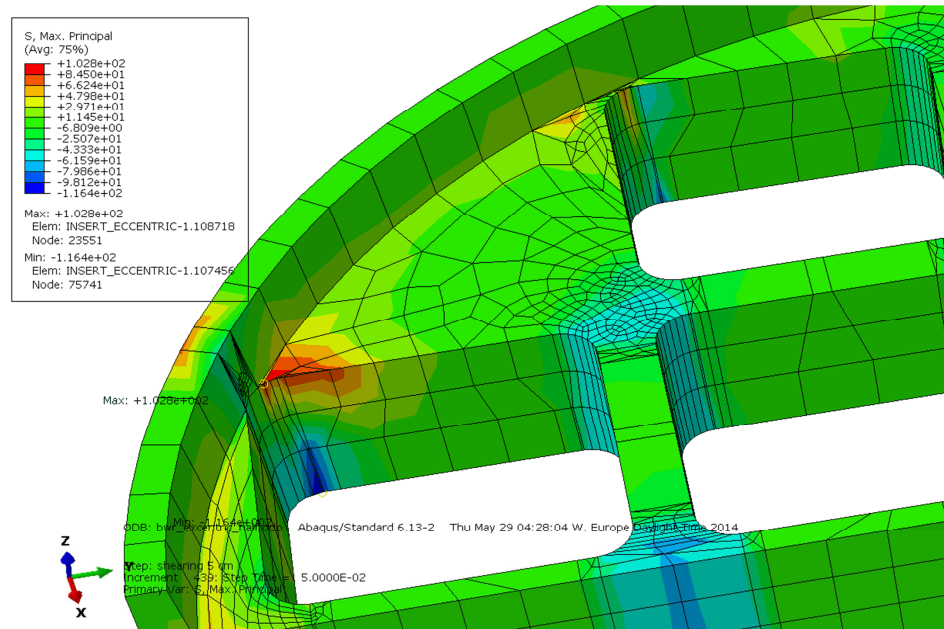 S, Max. Principal
(Avg: 75%)
+1.028e+02
+8.450e+01
+6.624e+01
+4.798e+01
+2.971e+01
+1.145e+01
-6.809e+00
-2.507e+01
-4.333e+01
-6.159e+01
-7.986e+01
-9.812e+01
-1.164e+02
Max: +1.028e+02
Elem: INSERT_ECCENTRIC-1.108718
Node: 23551
Min: -1.164e+02
Elem: INSERT_ECCENTRIC-1.107456
Node: 75741
Max: +1.028e+002
Min: -1.164e+002
ODB: Abaqus/Standard 6.13-2 Thu May 29 04:28:04 W. Europe Daylight Time 2014
Step: shearing 5 cm
Increment 439: Step Time = 5.0000E-02
Primary Var: S, Max. Principal
Z
Y
X